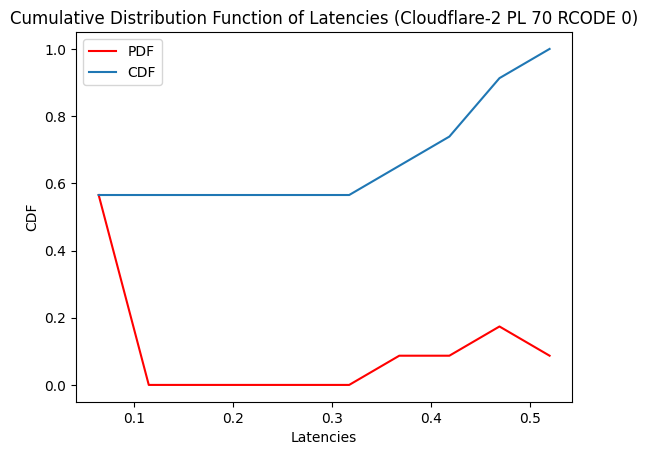 Cumulative Distribution Function of Latencies (Cloudflare-2 PL 70 RCODE 0)
PDF
CDF
1.0
0.8
0.6
0.4
0.2
0.0
CDF
0.1 0.2 0.3 0.4 0.5
Latencies